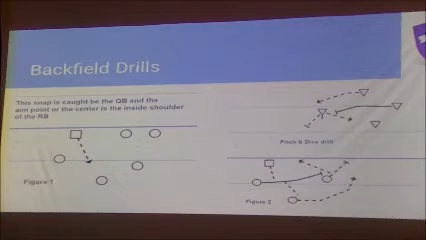 Backfield Drills
This snap is caught be the QB and the
aim point or the center is the inside shoulder
of the RB
Pitch & Dive drill
Figure 1
Figure 2